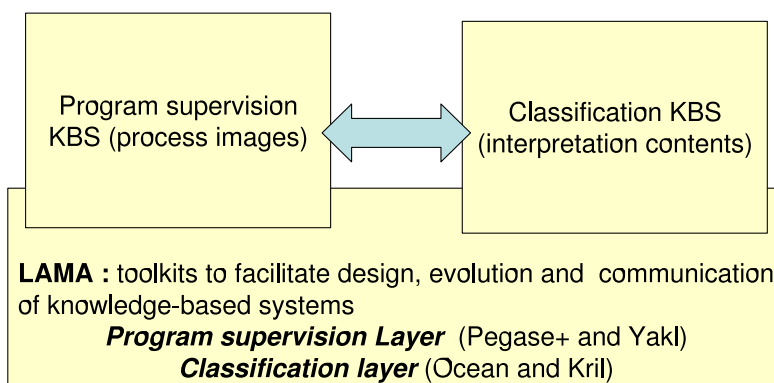 Program supervision
KBS (process images)
Classification KBS
(interpretation contents)
LAMA : toolkits to facilitate design, evolution and communication
of knowledge-based systems
Program supervision Layer (Pegase+ and Yakl)
Classification layer (Ocean and Kril)